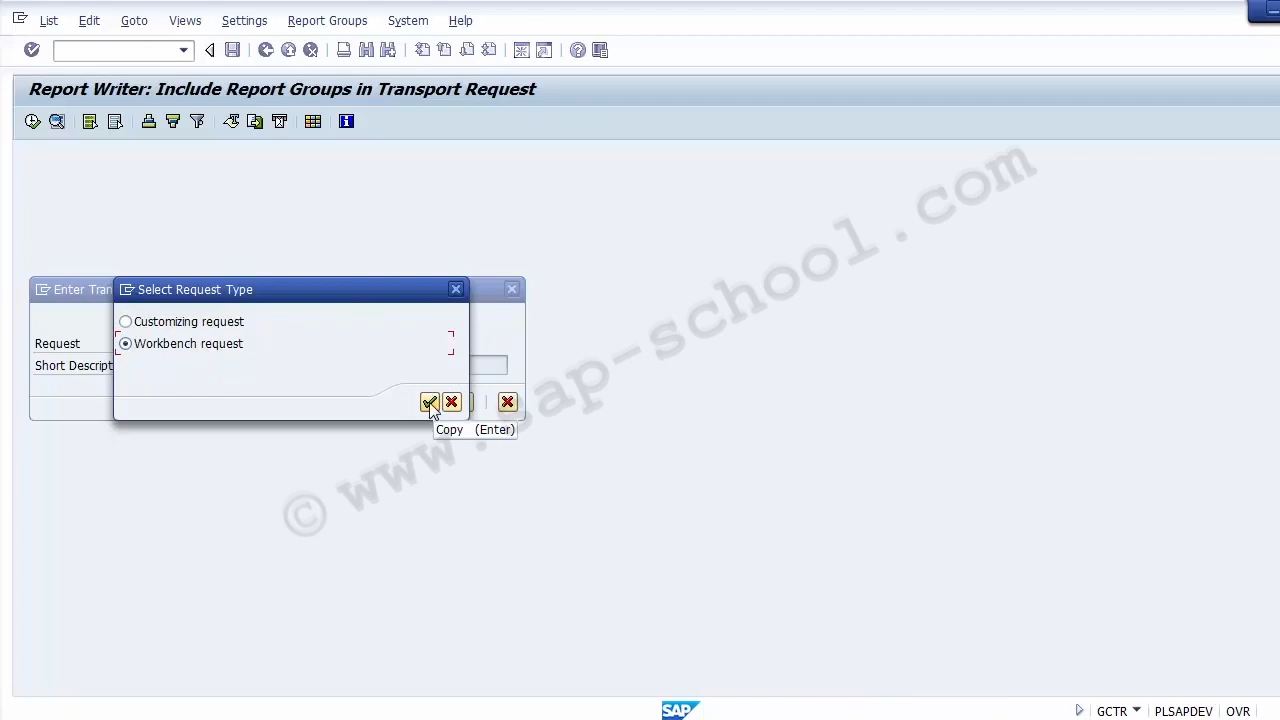 List Edit Goto Views Settings Report Groups System Help
Report Writer: Include Report Groups in Transport Request
Enter Tran
Select Request Type
Customizing request
Request
Workbench request
Short Descript
Copy (Enter)
© www.sap-school.com
SAP
GCTR PLSAPDEV OVR